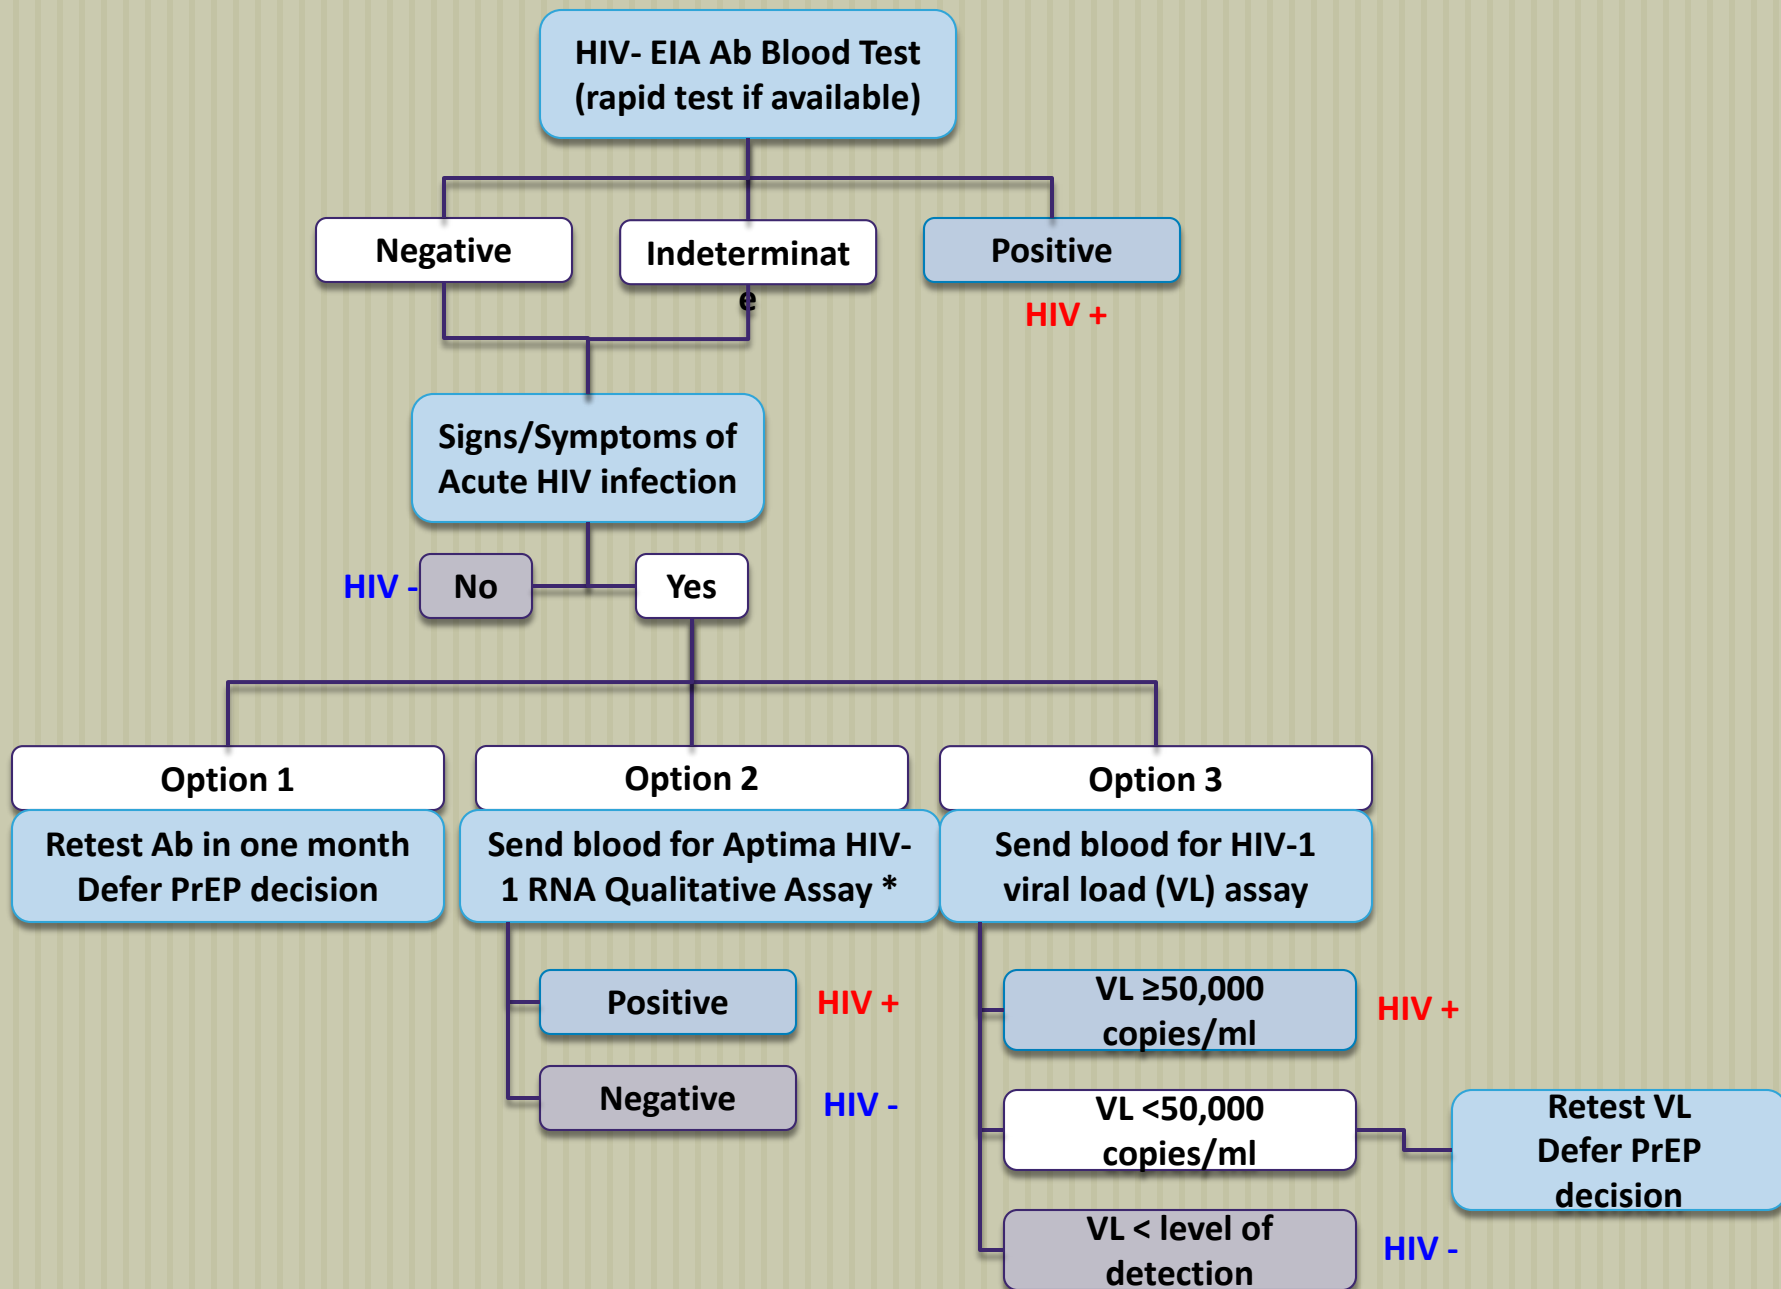 HIV- EIA Ab Blood Test
(rapid test if available)
Negative
Indeterminat
e
Positive
HIV +
Signs/Symptoms of
Acute HIV infection
HIV -
No
Yes
Option 1
Retest Ab in one month
Defer PrEP decision
Option 2
Send blood for Aptima HIV-
1 RNA Qualitative Assay *
Positive
HIV +
Negative
HIV -
Option 3
Send blood for HIV-1
viral load (VL) assay
VL ≥50,000
copies/ml
HIV +
VL <50,000
copies/ml
Retest VL
Defer PrEP
decision
VL < level of
detection
HIV -